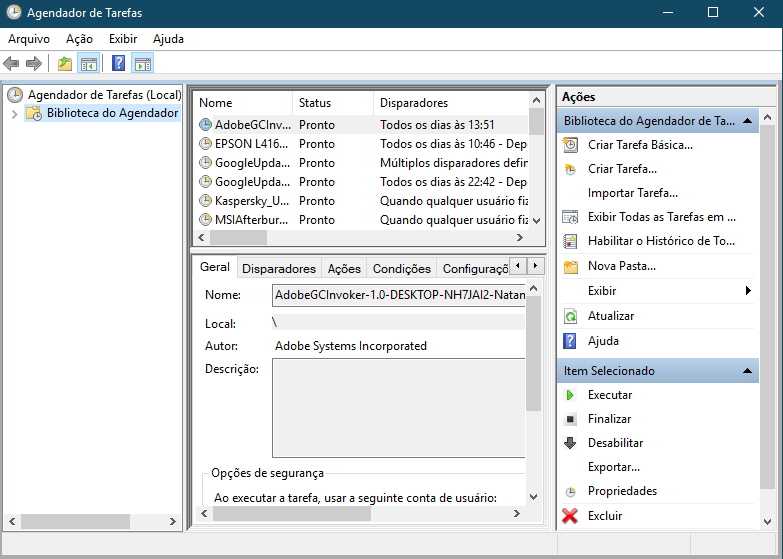 Agendador de Tarefas
Arquivo Ação Exibir Ajuda
Agendador de Tarefas (Local)
Biblioteca do Agendador
Nome Status Disparadores
AdobeGCInv... Pronto Todos os dias às 13:51
EPSON L416... Pronto Todos os dias às 10:46 - Dep
GoogleUpda... Pronto Múltiplos disparadores defin
GoogleUpda... Pronto Todos os dias às 22:42 - Dep
Kaspersky_U... Pronto Quando qualquer usuário fiz
MSIAfterbur... Pronto Quando qualquer usuário fiz
Geral Disparadores Ações Condições Configuraçõ
Nome: AdobeGCInvoker-1.0-DESKTOP-NH7JAI2-Natan
Local: \
Autor: Adobe Systems Incorporated
Descrição:
Opções de segurança
Ao executar a tarefa, usar a seguinte conta de usuário:
Ações
Biblioteca do Agendador de Ta...
Criar Tarefa Básica...
Criar Tarefa...
Importar Tarefa...
Exibir Todas as Tarefas em ...
Habilitar o Histórico de To...
Nova Pasta...
Exibir
Atualizar
Ajuda
Item Selecionado
Executar
Finalizar
Desabilitar
Exportar...
Propriedades
Excluir